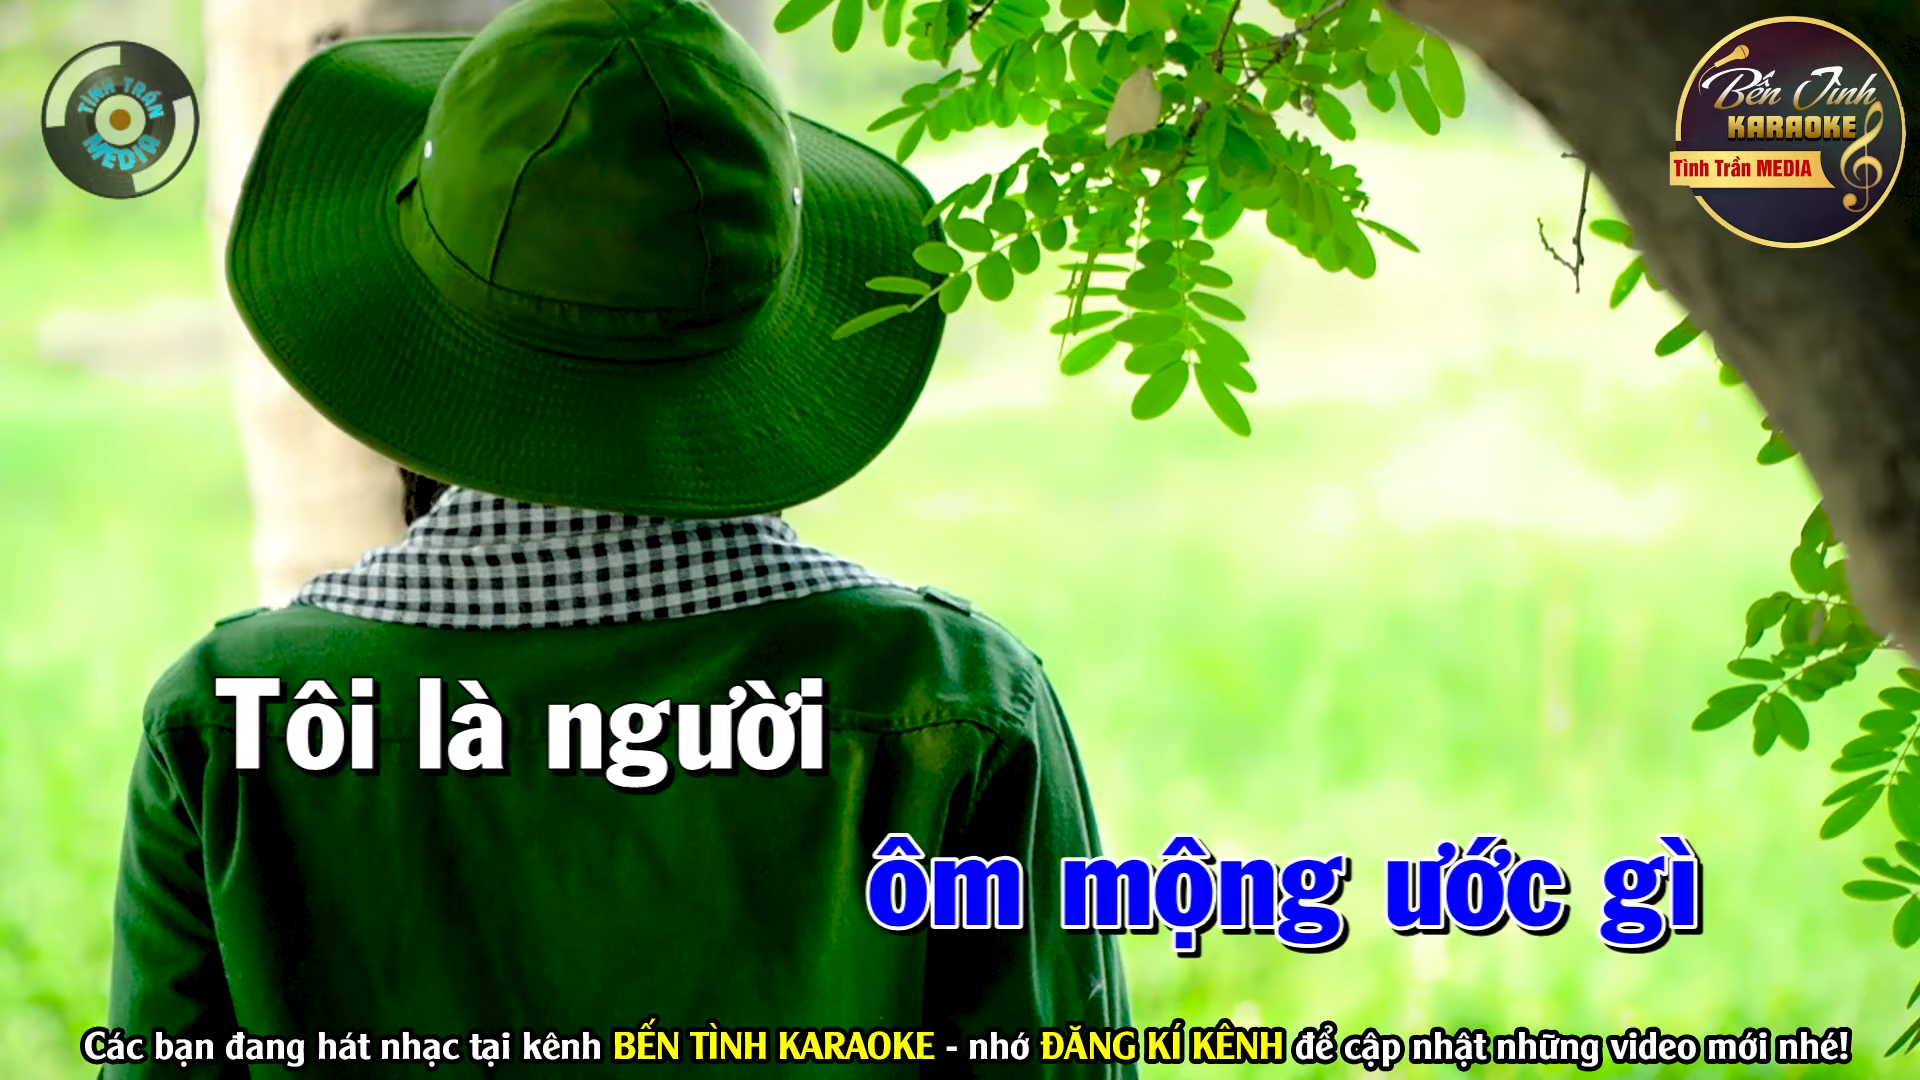 TÌNH TRẦN
MEDIA
Bến Tình
KARAOKE
Tình Trần MEDIA
Tôi là người
ôm mộng ước gì
Các bạn đang hát nhạc tại kênh BẾN TÌNH KARAOKE - nhớ ĐĂNG KÍ KÊNH để cập nhật những video mới nhé!